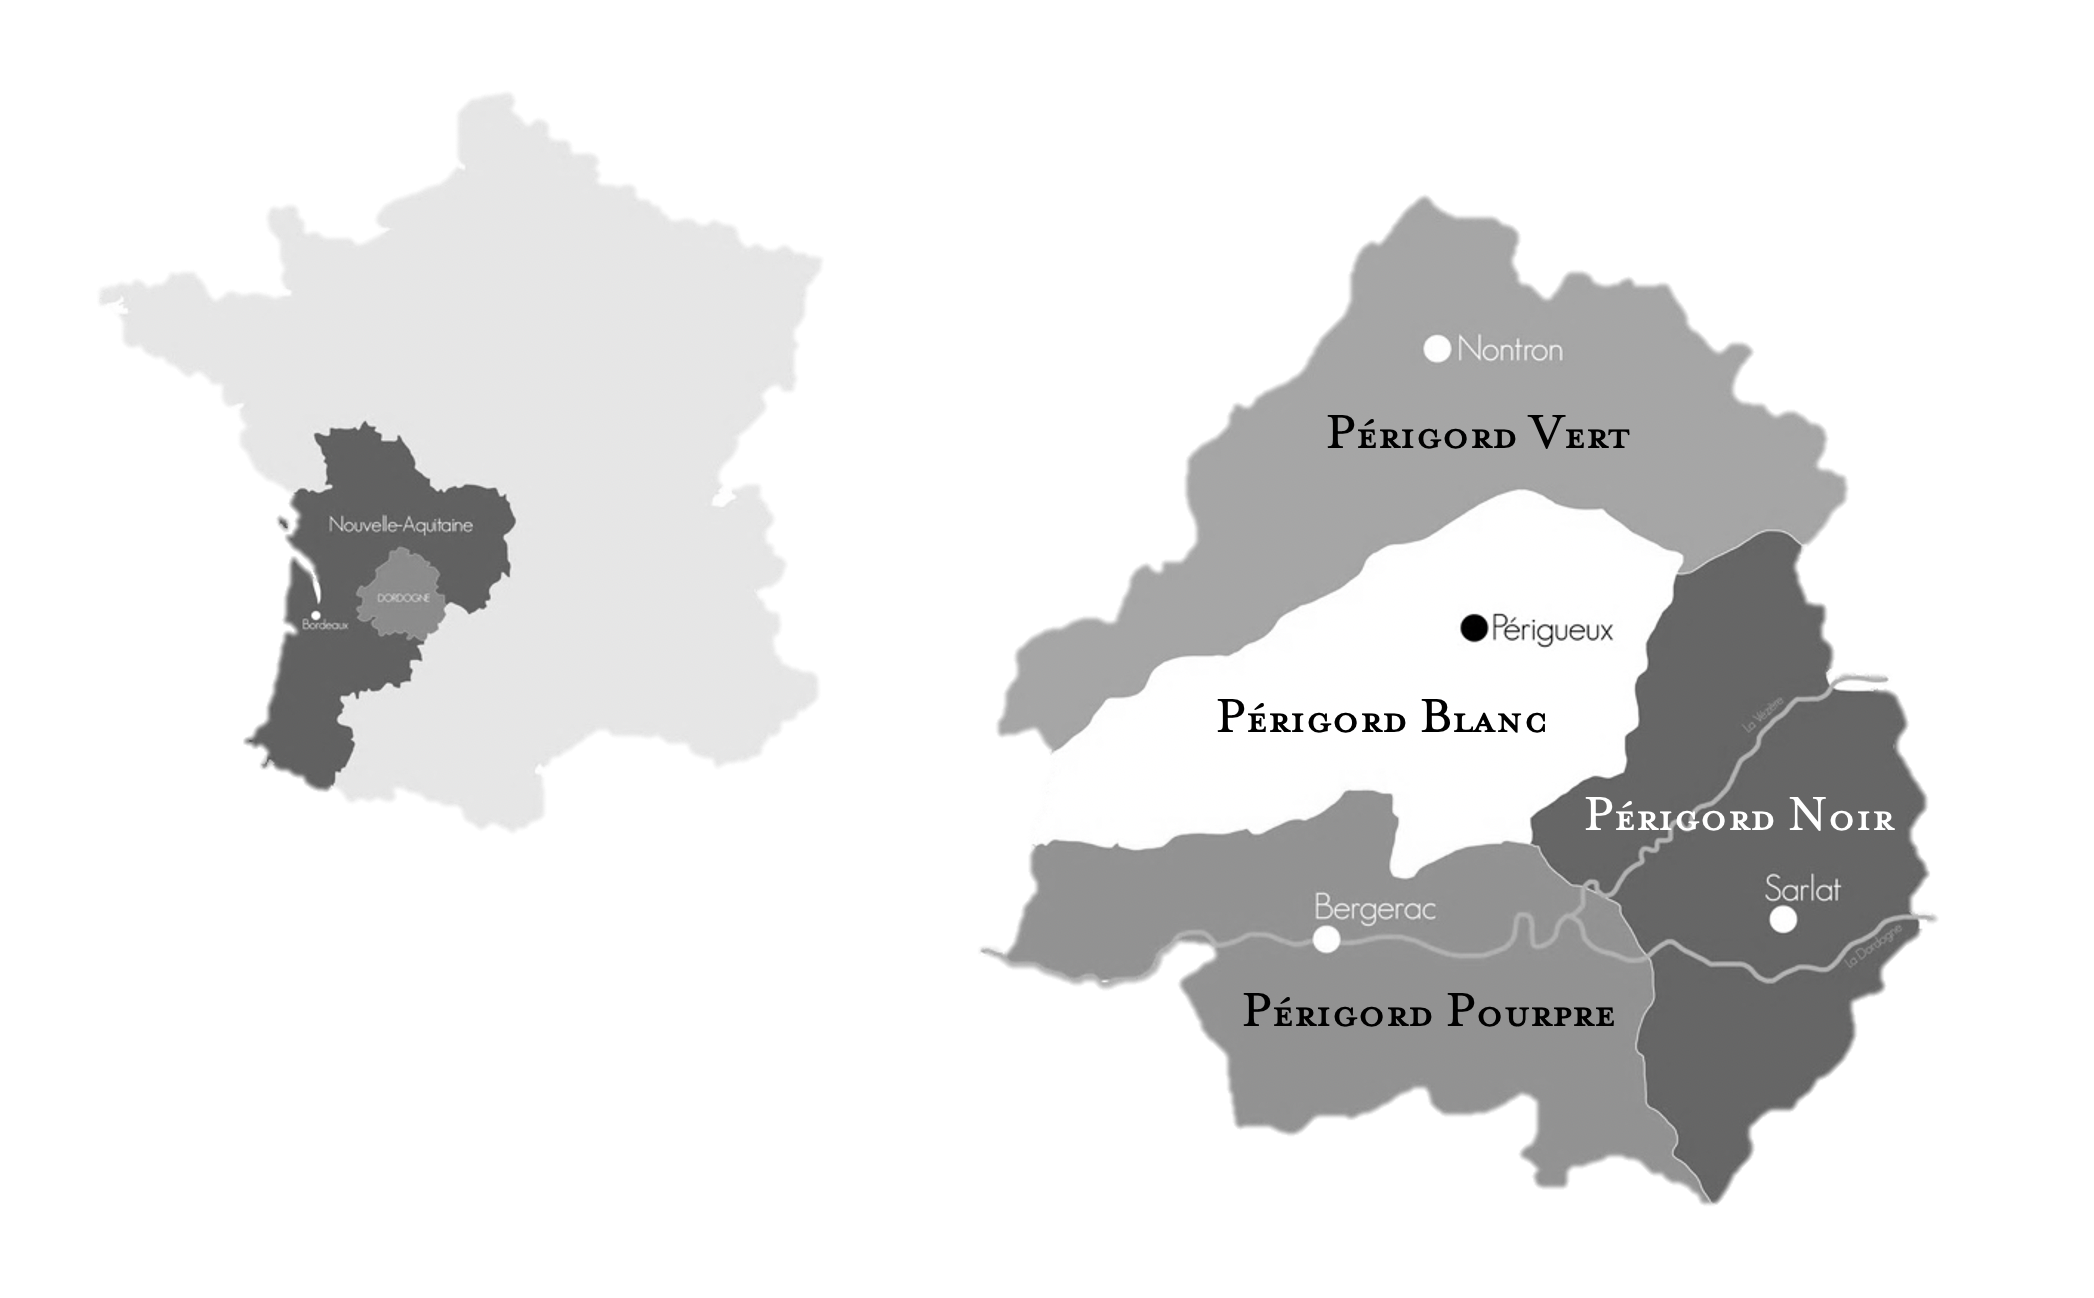 Nouvelle-Aquitaine
DORDOGNE
Bordeaux
Nontron
Périgord Vert
Périgueux
Périgord Blanc
La Vézère
Périgord Noir
Sarlat
Bergerac
La Dordogne
Périgord Pourpre